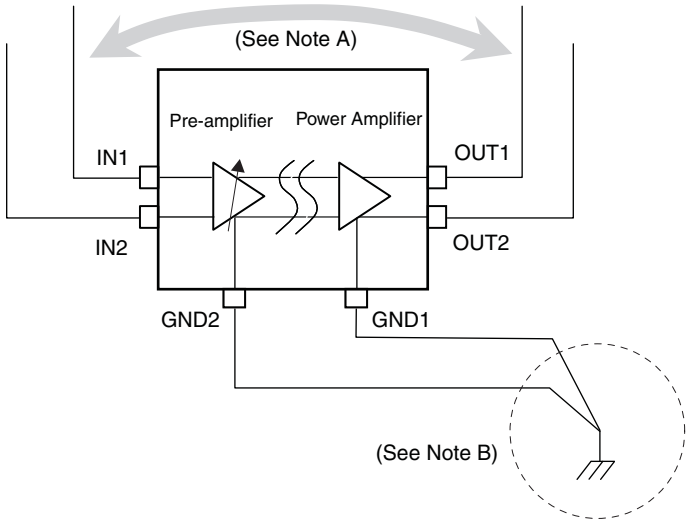 (See Note A)
Pre-amplifier
Power Amplifier
IN1
OUT1
IN2
OUT2
GND2
GND1
(See Note B)